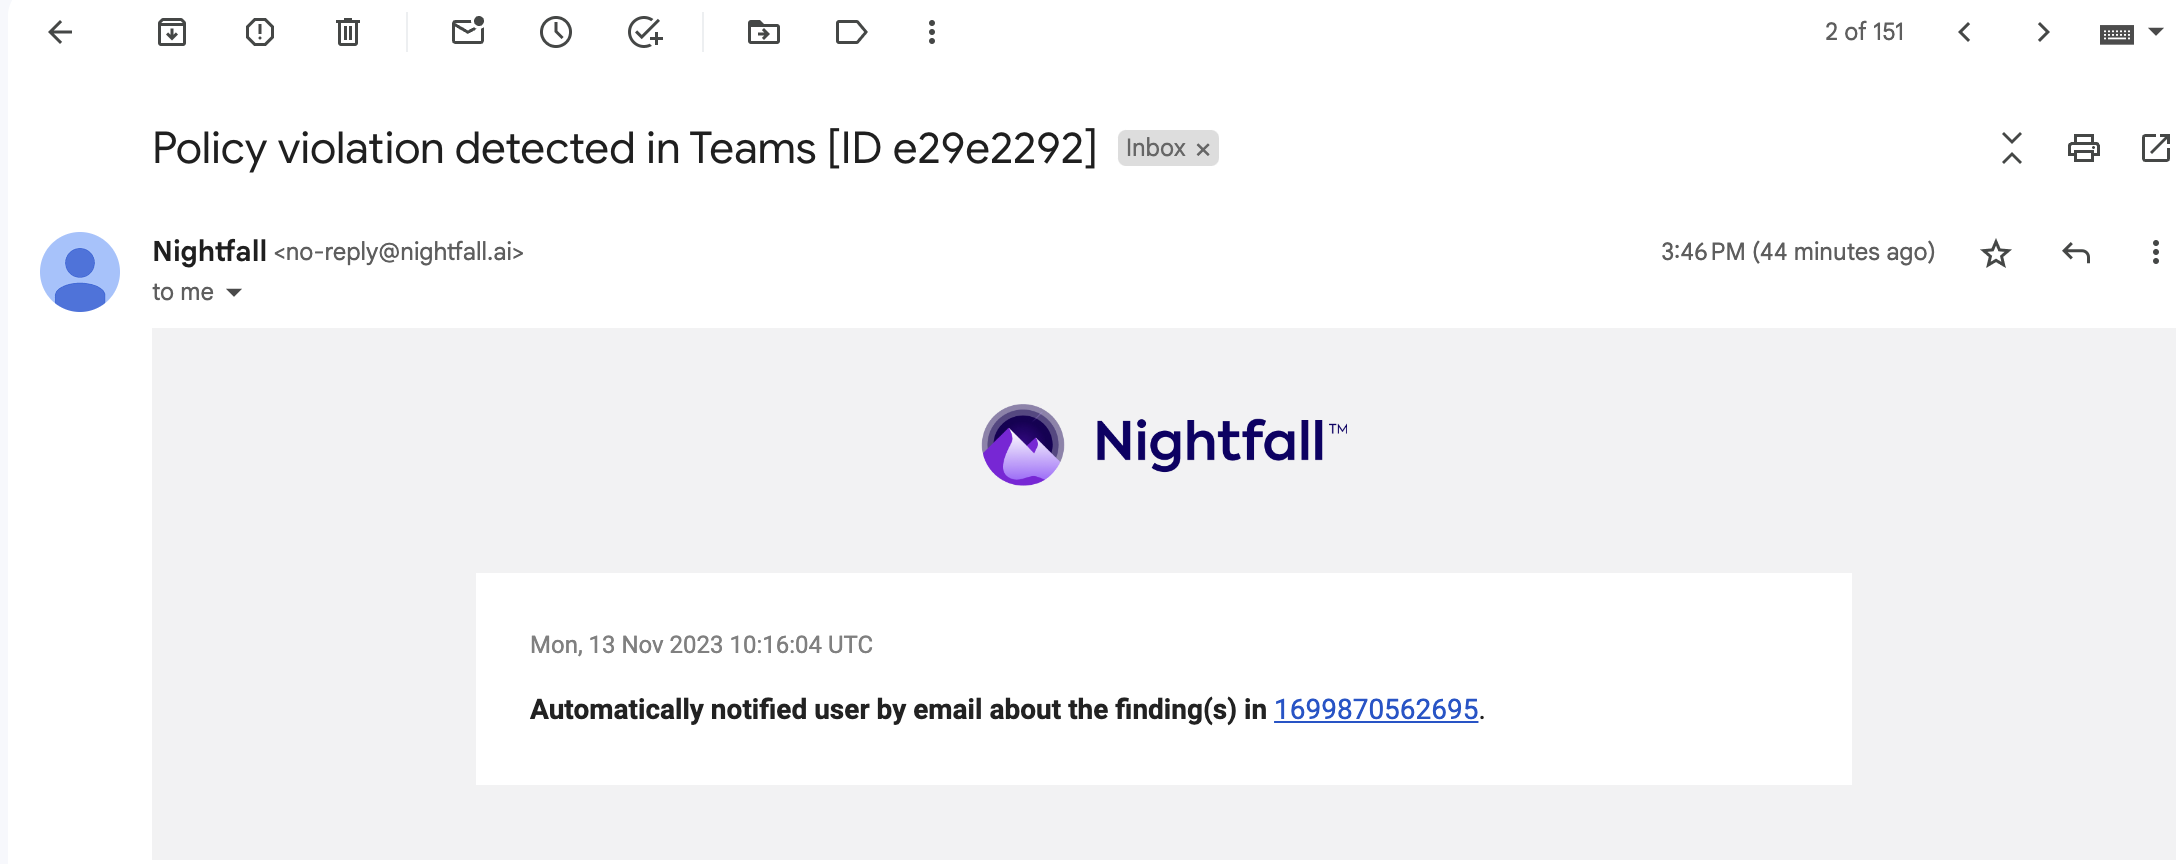 2 of 151
Policy violation detected in Teams [ID e29e2292]
Inbox ×
Nightfall <no-reply@nightfall.ai>
3:46 PM (44 minutes ago)
to me
Nightfall™
Mon, 13 Nov 2023 10:16:04 UTC
Automatically notified user by email about the finding(s) in 1699870562695.